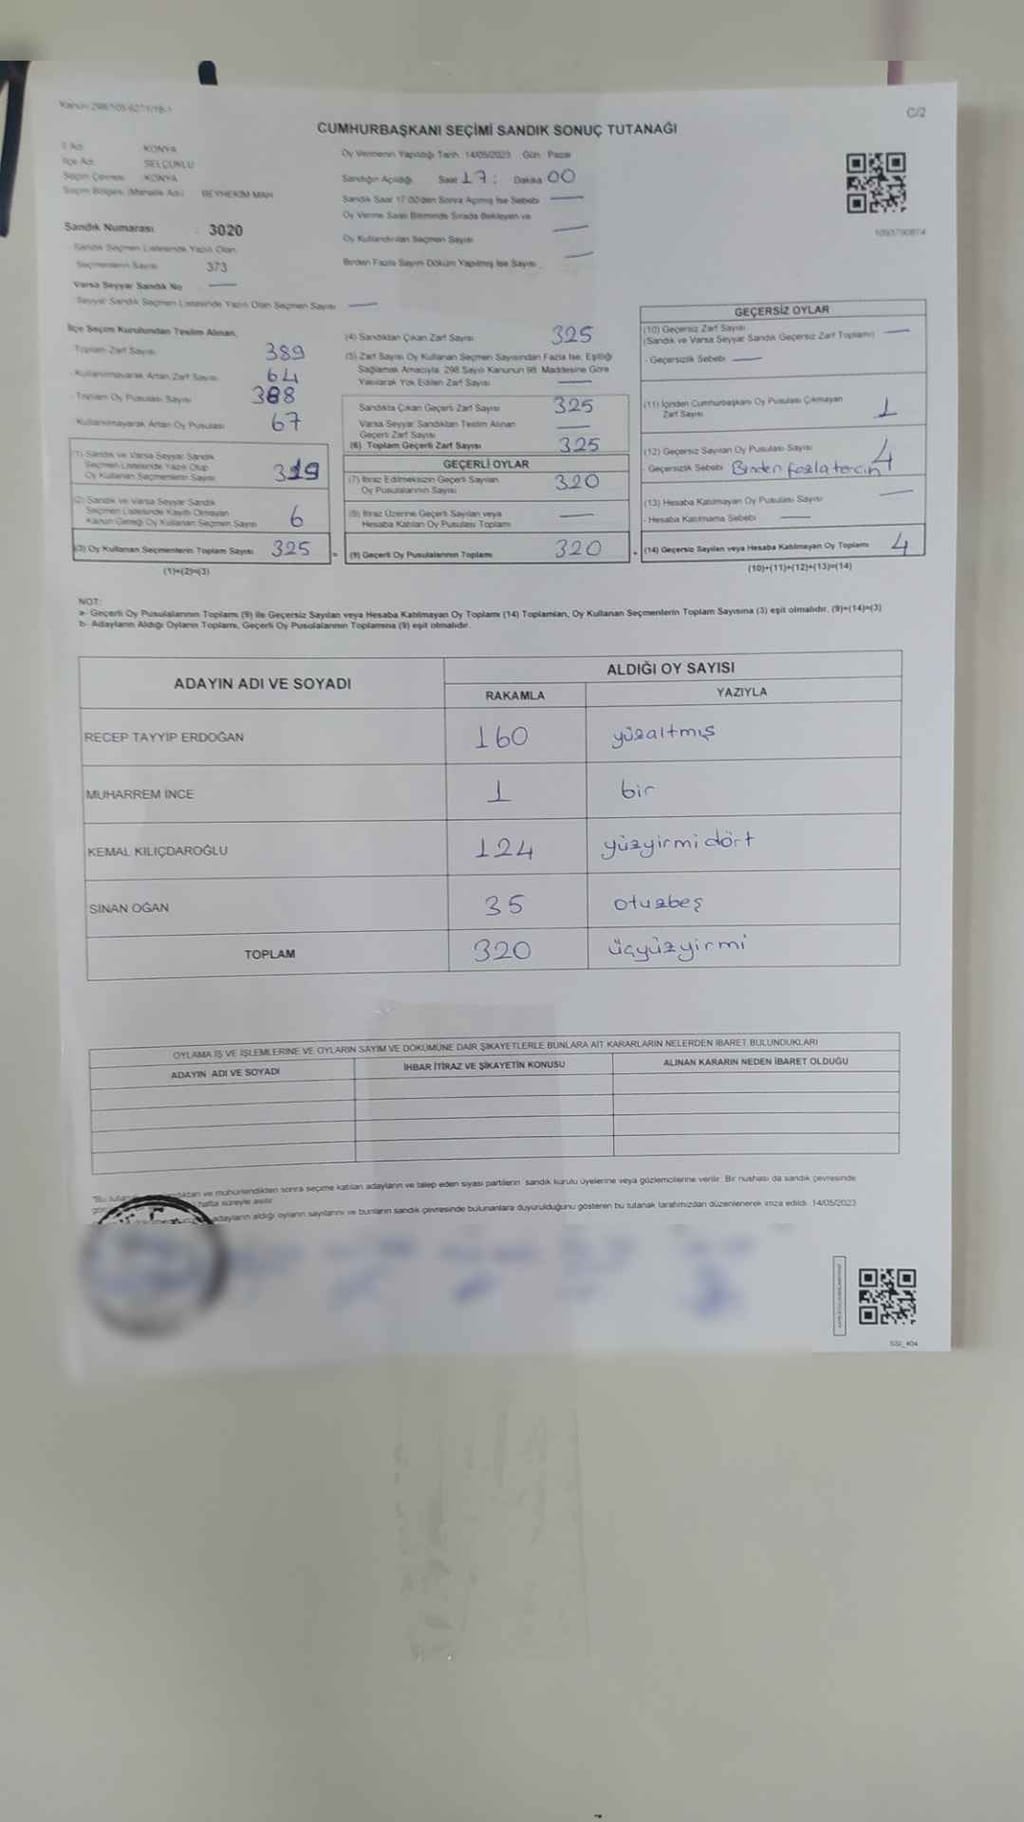 Kanun 298/105-6271/19-1
C/2
CUMHURBAŞKANI SEÇİMİ SANDIK SONUÇ TUTANAĞI
İl Adı KONYA
İlçe Adı SELÇUKLU
Seçim Çevresi KONYA
Seçim Bölgesi (Mahalle Adı) BEYHEKİM MAH
Sandık Numarası : 3020
Sandık Seçmen Listesinde Yazılı Olan
Seçmenlerin Sayısı 373
Varsa Seyyar Sandık No —
Seyyar Sandık Seçmen Listesinde Yazılı Olan Seçmen Sayısı —
Oy Vermenin Yapıldığı Tarih 14/05/2023 Gün Pazar
Sandığın Açıldığı Saat 17 : Dakika 00
Sandık Saat 17.00'den Sonra Açılmış İse Sebebi —
Oy Verme Saati Bitiminde Sırada Bekleyen ve
Oy Kullandırılan Seçmen Sayısı —
Birden Fazla Sayım Döküm Yapılmış İse Sayısı —
1093790874
İlçe Seçim Kurulundan Teslim Alınan,
Toplam Zarf Sayısı 389
Kullanılmayarak Artan Zarf Sayısı 64
Toplam Oy Pusulası Sayısı 388
Kullanılmayarak Artan Oy Pusulası 67
(1) Sandık ve Varsa Seyyar Sandık
Seçmen Listesinde Yazılı Olup
Oy Kullanan Seçmenlerin Sayısı 319
(2) Sandık ve Varsa Seyyar Sandık
Seçmen Listesinde Kayıtlı Olmayan
Kanun Gereği Oy Kullanan Seçmen Sayısı 6
(3) Oy Kullanan Seçmenlerin Toplam Sayısı 325
(1)+(2)=(3)
(4) Sandıktan Çıkan Zarf Sayısı 325
(5) Zarf Sayısı Oy Kullanan Seçmen Sayısından Fazla İse, Eşitliği
Sağlamak Amacıyla, 298 Sayılı Kanunun 98. Maddesine Göre
Yakılarak Yok Edilen Zarf Sayısı —
Sandıkta Çıkan Geçerli Zarf Sayısı 325
Varsa Seyyar Sandıktan Teslim Alınan
Geçerli Zarf Sayısı —
(6) Toplam Geçerli Zarf Sayısı 325
GEÇERLİ OYLAR
(7) İtiraz Edilmeksizin Geçerli Sayılan
Oy Pusulalarının Sayısı 320
(8) İtiraz Üzerine Geçerli Sayılan veya
Hesaba Katılan Oy Pusulası Toplamı —
(9) Geçerli Oy Pusulalarının Toplamı 320
GEÇERSİZ OYLAR
(10) Geçersiz Zarf Sayısı
(Sandık ve Varsa Seyyar Sandık Geçersiz Zarf Toplamı) —
- Geçersizlik Sebebi —
(11) İçinden Cumhurbaşkanı Oy Pusulası Çıkmayan
Zarf Sayısı 1
(12) Geçersiz Sayılan Oy Pusulası Sayısı 4
- Geçersizlik Sebebi Birden fazla tercih
(13) Hesaba Katılmayan Oy Pusulası Sayısı —
- Hesaba Katılmama Sebebi —
(14) Geçersiz Sayılan veya Hesaba Katılmayan Oy Toplamı 4
(10)+(11)+(12)+(13)=(14)
NOT:
a- Geçerli Oy Pusulalarının Toplamı (9) ile Geçersiz Sayılan veya Hesaba Katılmayan Oy Toplamı (14) Toplamları, Oy Kullanan Seçmenlerin Toplam Sayısına (3) eşit olmalıdır. (9)+(14)=(3)
b- Adayların Aldığı Oyların Toplamı, Geçerli Oy Pusulalarının Toplamına (9) eşit olmalıdır.
ADAYIN ADI VE SOYADI
ALDIĞI OY SAYISI
RAKAMLA YAZIYLA
RECEP TAYYİP ERDOĞAN 160 yüzaltmış
MUHARREM İNCE 1 bir
KEMAL KILIÇDAROĞLU 124 yüzyirmidört
SİNAN OĞAN 35 otuzbeş
TOPLAM 320 üçyüzyirmi
OYLAMA İŞ VE İŞLEMLERİNE VE OYLARIN SAYIM VE DÖKÜMÜNE DAİR ŞİKAYETLERLE BUNLARA AİT KARARLARIN NELERDEN İBARET BULUNDUKLARI
ADAYIN ADI VE SOYADI İHBAR İTİRAZ VE ŞİKAYETİN KONUSU ALINAN KARARIN NEDEN İBARET OLDUĞU
ve mühürlendikten sonra seçime katılan adayların ve talep eden siyasi partilerin sandık kurulu üyelerine veya gözlemcilerine verilir. Bir nüshası da sandık çevresinde
hafta süreyle asılır.
adayların aldığı oyların sayılarını ve bunların sandık çevresinde bulunanlara duyurulduğunu gösteren bu tutanak tarafımızdan düzenlenerek imza edildi. 14/05/2023